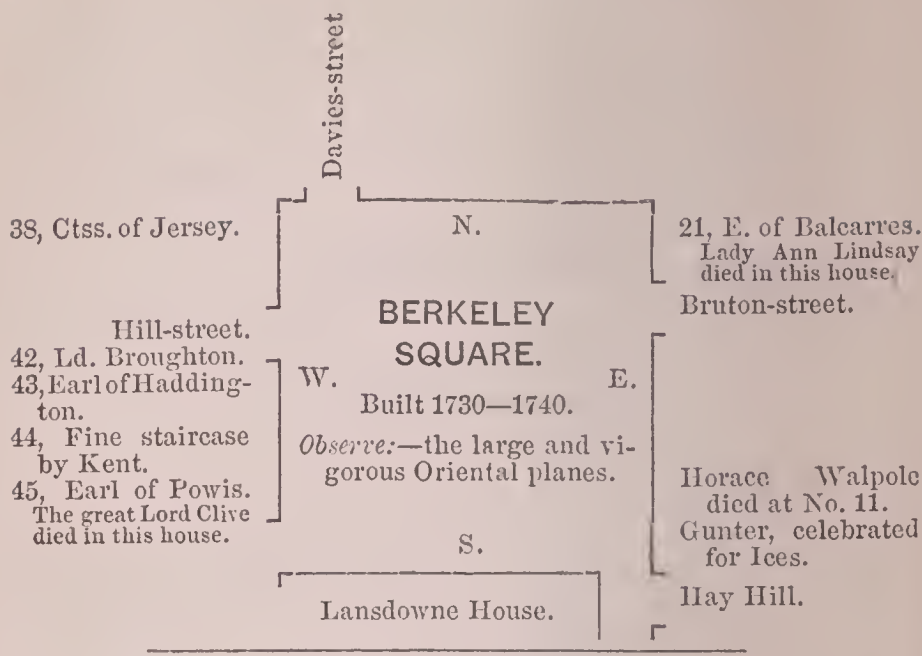 Davies-street
38, Ctss. of Jersey.
N.
21, E. of Balcarres.
Lady Ann Lindsay
died in this house.
Bruton-street.
Hill-street.
42, Ld. Broughton.
43, Earl of Hadding-
ton.
44, Fine staircase
by Kent.
45, Earl of Powis.
The great Lord Clive
died in this house.
W.
BERKELEY
SQUARE.
E.
Built 1730—1740.
Observe:—the large and vi-
gorous Oriental planes.
Horace Walpole
died at No. 11.
Gunter, celebrated
for Ices.
S.
Lansdowne House.
Hay Hill.